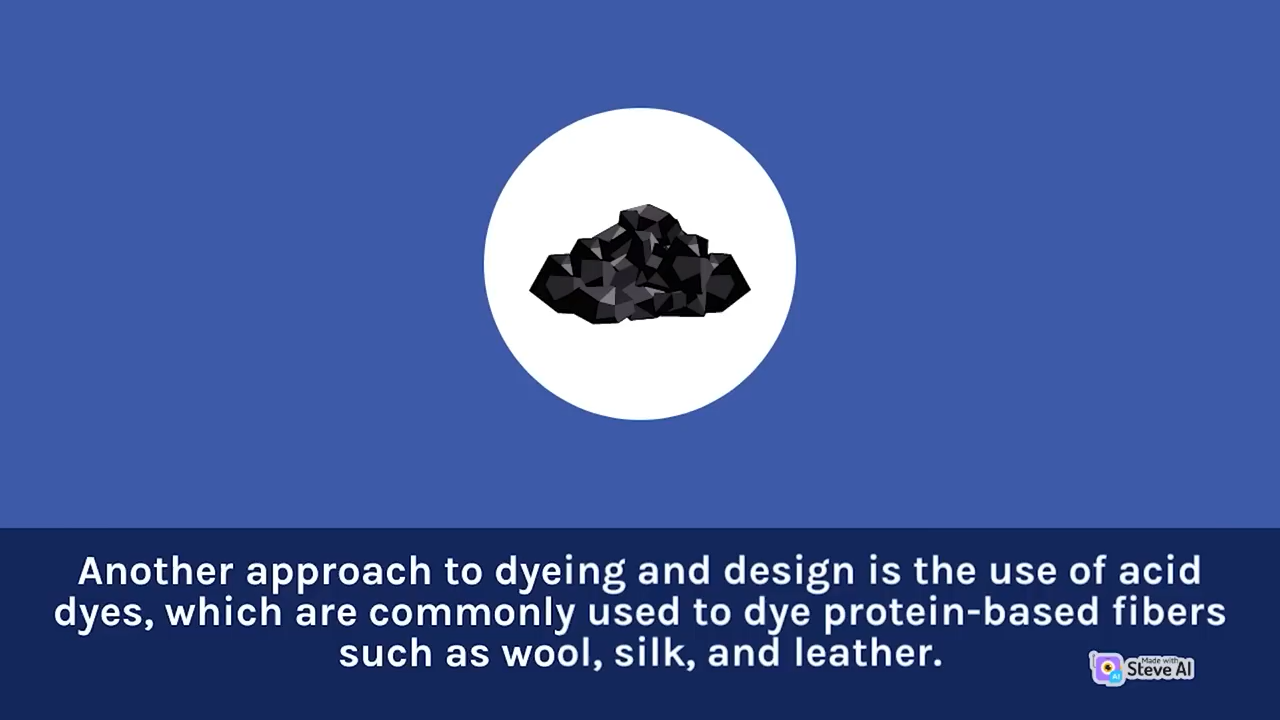 Another approach to dyeing and design is the use of acid
dyes, which are commonly used to dye protein-based fibers
such as wool, silk, and leather.
Made with
Steve AI
AI